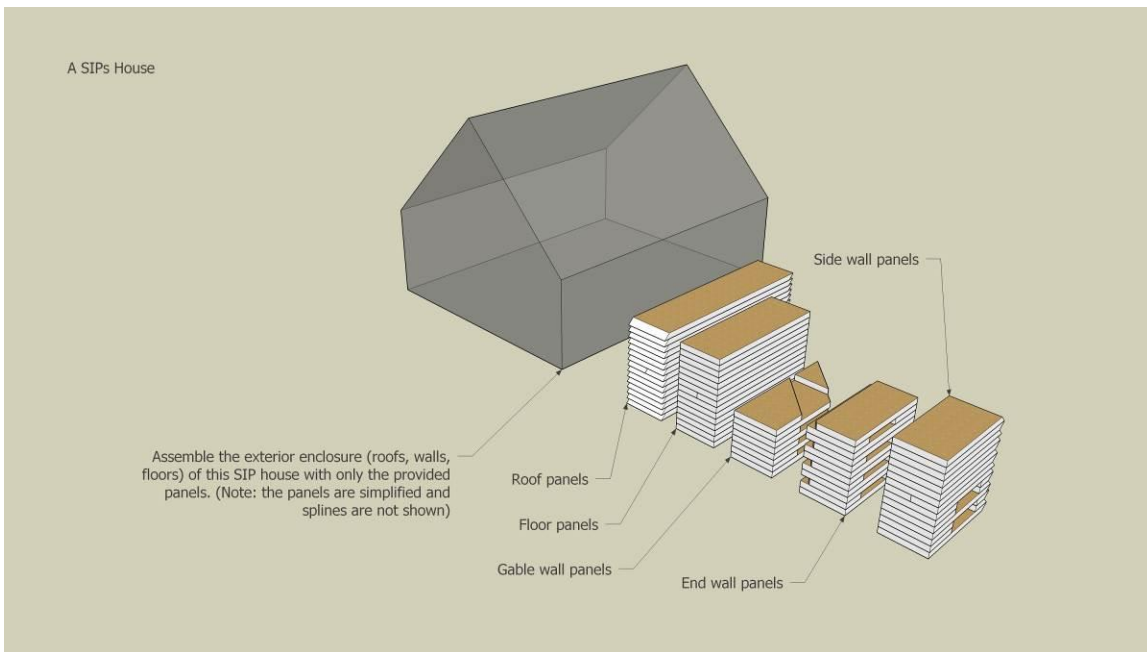 A SIPs House
Side wall panels
Assemble the exterior enclosure (roofs, walls,
floors) of this SIP house with only the provided
panels. (Note: the panels are simplified and
splines are not shown)
Roof panels
Floor panels
Gable wall panels
End wall panels